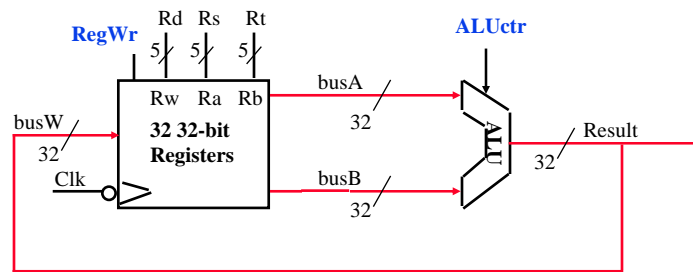 Rd Rs Rt
RegWr
ALUctr
5 5 5
busA
Rw Ra Rb
busW
32 32-bit
Registers
32
32
ALU
Result
32
Clk
busB
32